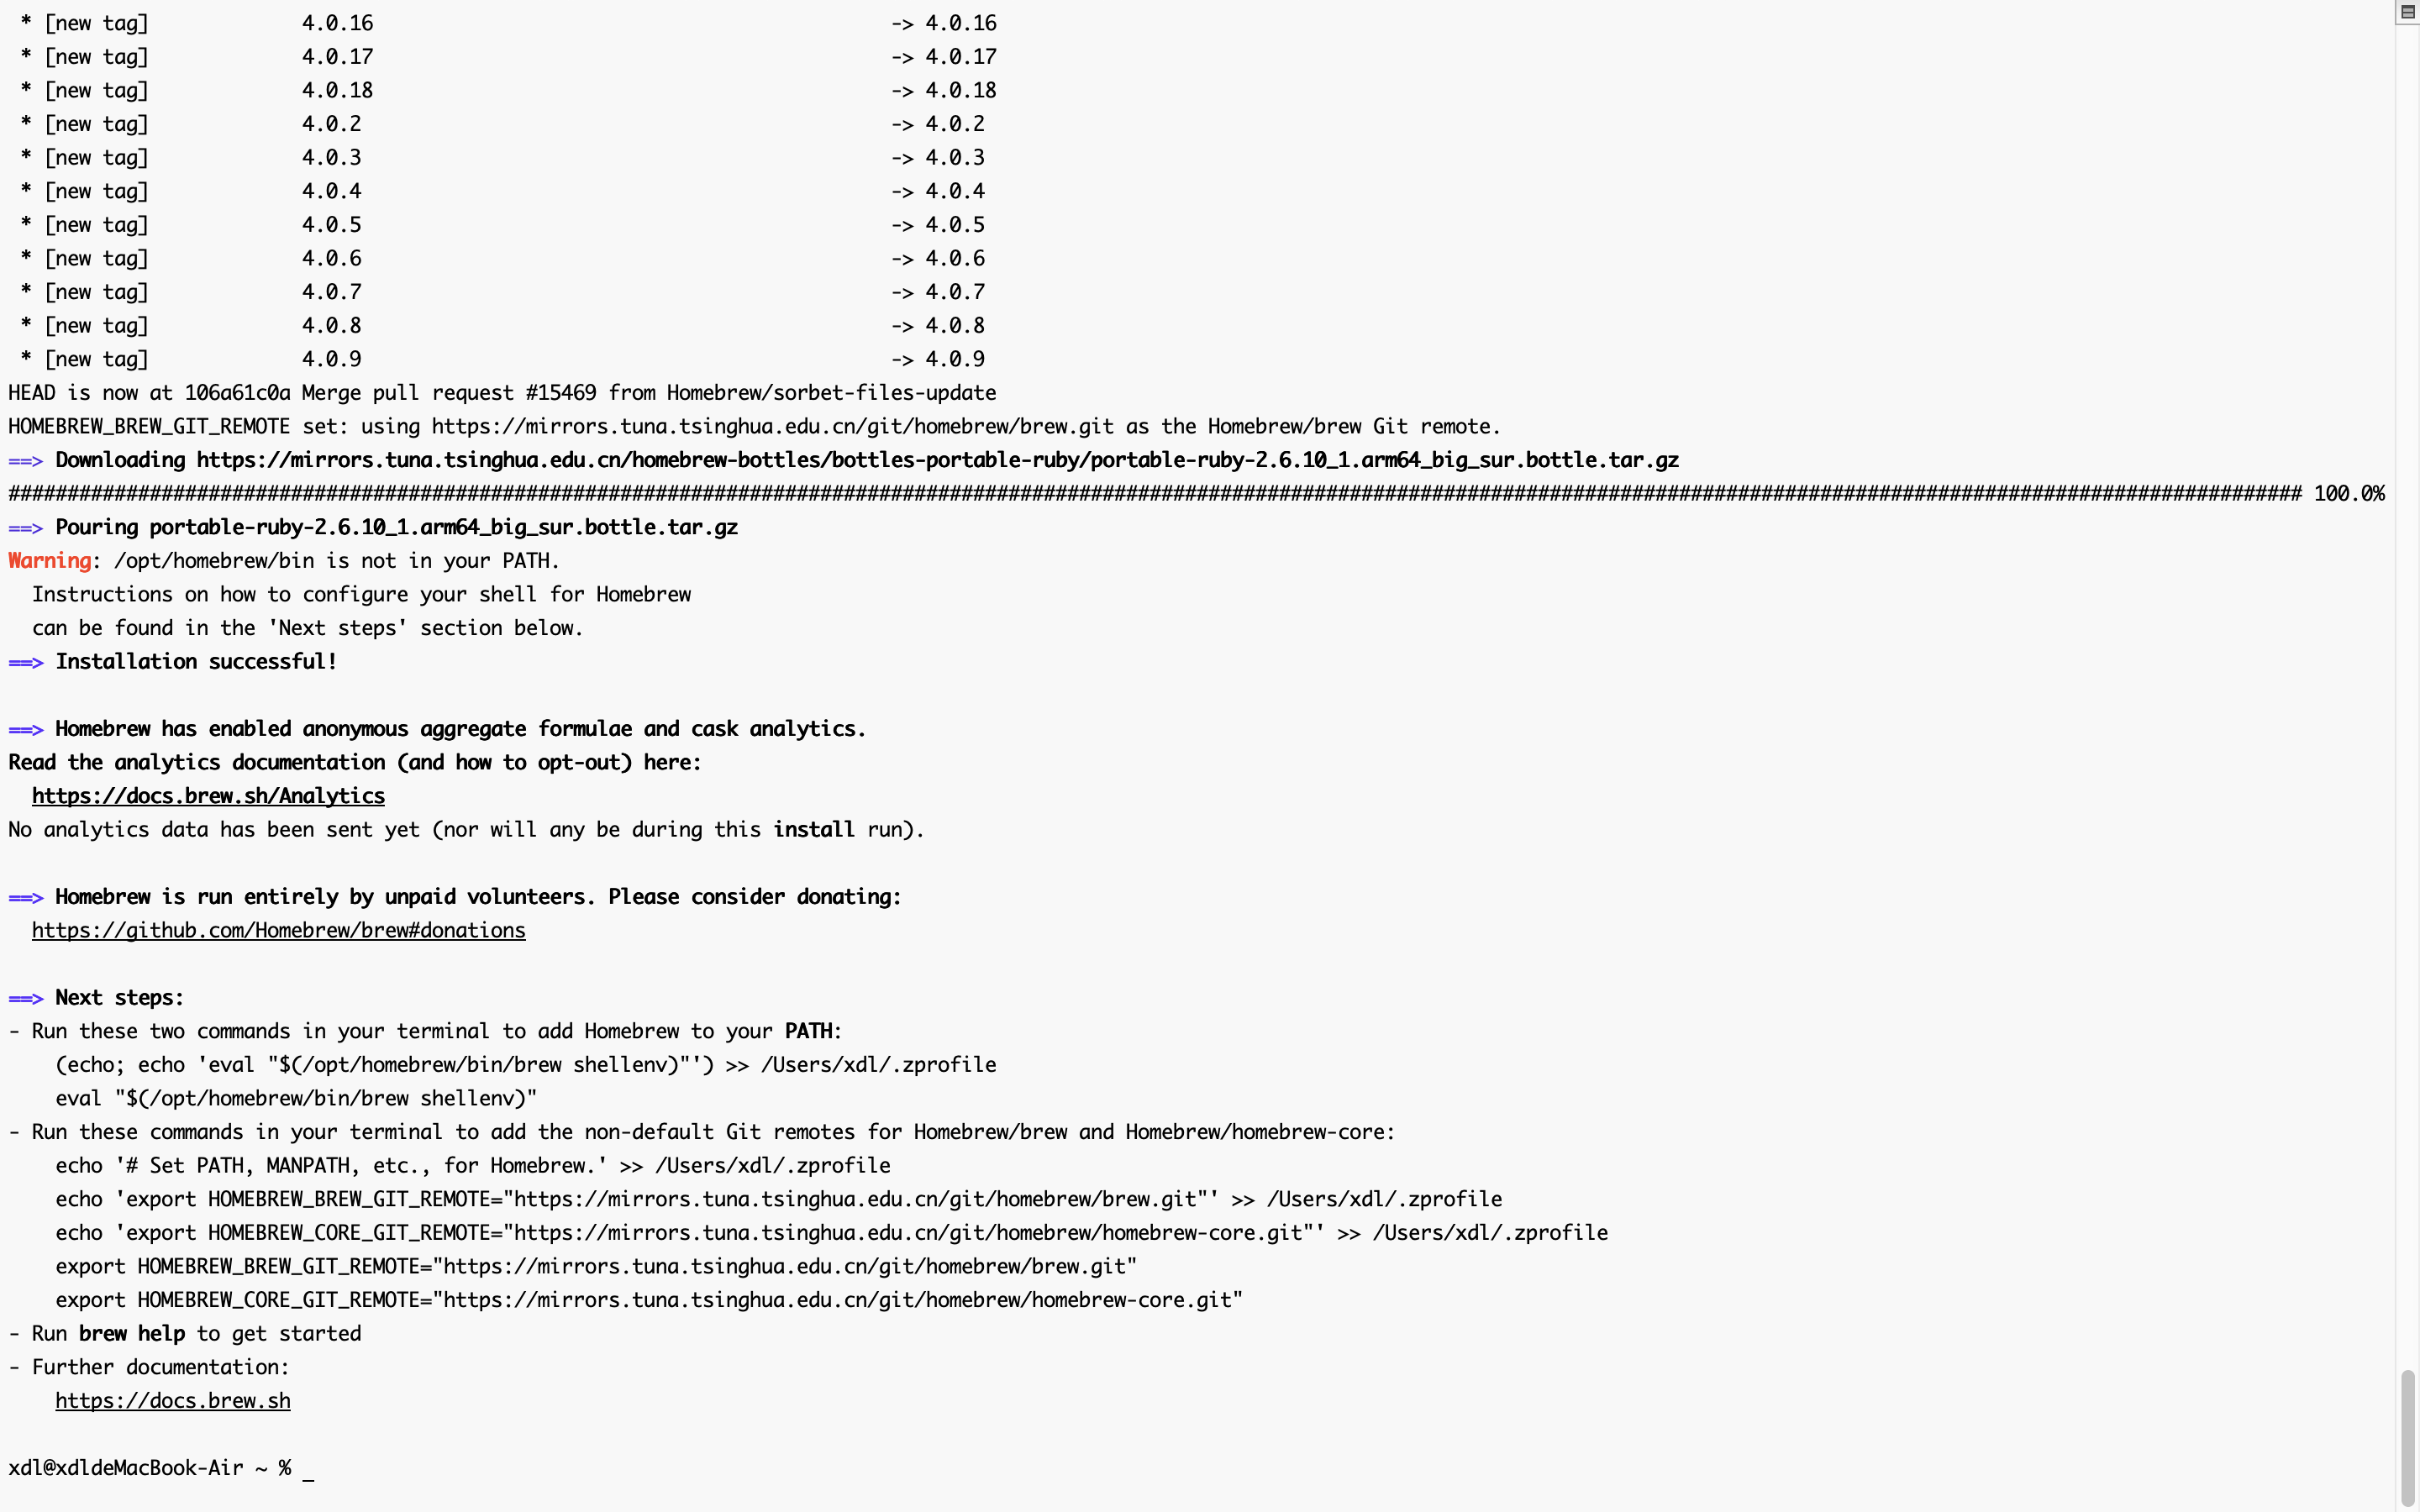 * [new tag]             4.0.16                                            -> 4.0.16
 * [new tag]             4.0.17                                            -> 4.0.17
 * [new tag]             4.0.18                                            -> 4.0.18
 * [new tag]             4.0.2                                             -> 4.0.2
 * [new tag]             4.0.3                                             -> 4.0.3
 * [new tag]             4.0.4                                             -> 4.0.4
 * [new tag]             4.0.5                                             -> 4.0.5
 * [new tag]             4.0.6                                             -> 4.0.6
 * [new tag]             4.0.7                                             -> 4.0.7
 * [new tag]             4.0.8                                             -> 4.0.8
 * [new tag]             4.0.9                                             -> 4.0.9
HEAD is now at 106a61c0a Merge pull request #15469 from Homebrew/sorbet-files-update
HOMEBREW_BREW_GIT_REMOTE set: using https://mirrors.tuna.tsinghua.edu.cn/git/homebrew/brew.git as the Homebrew/brew Git remote.
==> Downloading https://mirrors.tuna.tsinghua.edu.cn/homebrew-bottles/bottles-portable-ruby/portable-ruby-2.6.10_1.arm64_big_sur.bottle.tar.gz
################################################################################################################################################################################################### 100.0%
==> Pouring portable-ruby-2.6.10_1.arm64_big_sur.bottle.tar.gz
Warning: /opt/homebrew/bin is not in your PATH.
  Instructions on how to configure your shell for Homebrew
  can be found in the 'Next steps' section below.
==> Installation successful!

==> Homebrew has enabled anonymous aggregate formulae and cask analytics.
Read the analytics documentation (and how to opt-out) here:
  https://docs.brew.sh/Analytics
No analytics data has been sent yet (nor will any be during this install run).

==> Homebrew is run entirely by unpaid volunteers. Please consider donating:
  https://github.com/Homebrew/brew#donations

==> Next steps:
- Run these two commands in your terminal to add Homebrew to your PATH:
    (echo; echo 'eval "$(/opt/homebrew/bin/brew shellenv)"') >> /Users/xdl/.zprofile
    eval "$(/opt/homebrew/bin/brew shellenv)"
- Run these commands in your terminal to add the non-default Git remotes for Homebrew/brew and Homebrew/homebrew-core:
    echo '# Set PATH, MANPATH, etc., for Homebrew.' >> /Users/xdl/.zprofile
    echo 'export HOMEBREW_BREW_GIT_REMOTE="https://mirrors.tuna.tsinghua.edu.cn/git/homebrew/brew.git"' >> /Users/xdl/.zprofile
    echo 'export HOMEBREW_CORE_GIT_REMOTE="https://mirrors.tuna.tsinghua.edu.cn/git/homebrew/homebrew-core.git"' >> /Users/xdl/.zprofile
    export HOMEBREW_BREW_GIT_REMOTE="https://mirrors.tuna.tsinghua.edu.cn/git/homebrew/brew.git"
    export HOMEBREW_CORE_GIT_REMOTE="https://mirrors.tuna.tsinghua.edu.cn/git/homebrew/homebrew-core.git"
- Run brew help to get started
- Further documentation:
    https://docs.brew.sh

xdl@xdldeMacBook-Air ~ % _